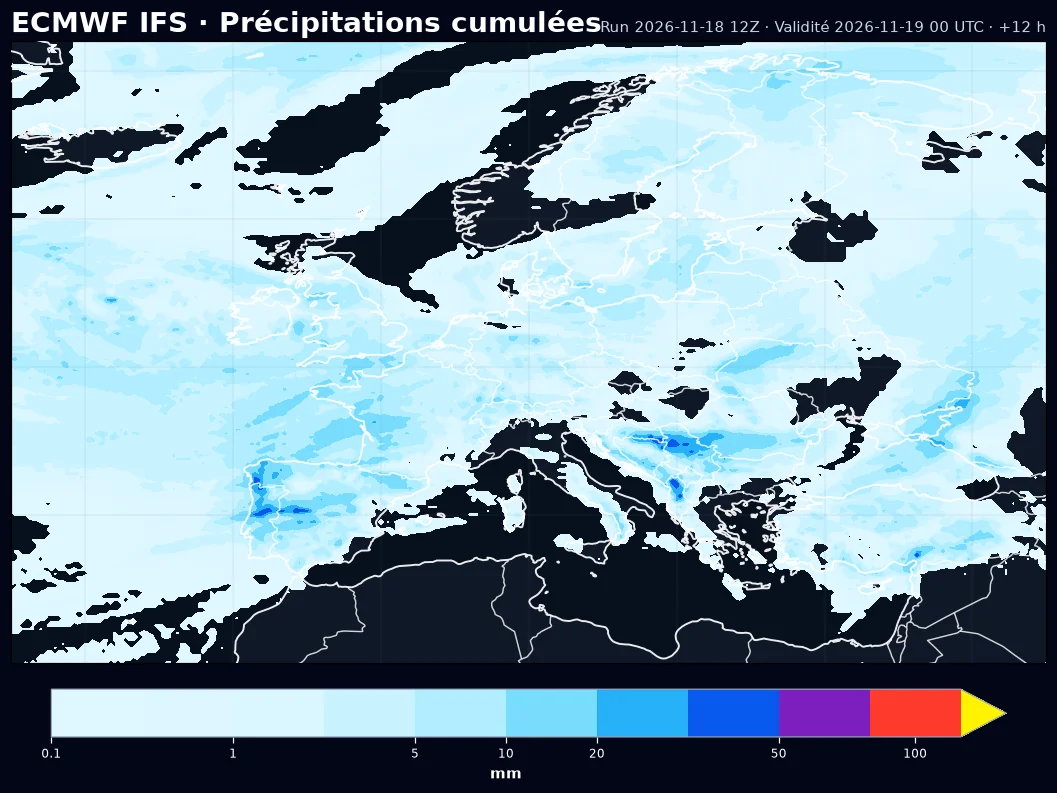 ECMWF IFS · Précipitations cumulées
Run 2026-11-18 12Z · Validité 2026-11-19 00 UTC · +12 h
0.1 1 5 10 20 50 100
mm